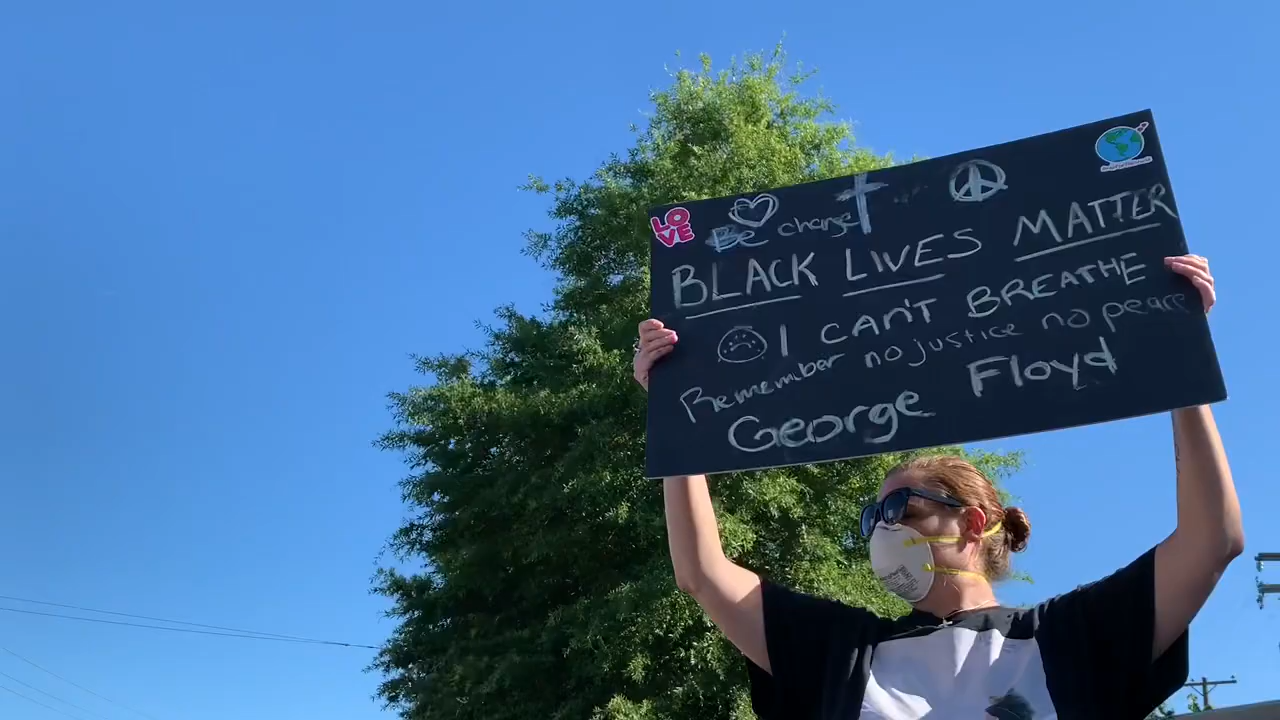 LOVE
Be change
BLACK LIVES MATTER
I CAN'T BREATHE
Remember no justice no peace
George Floyd